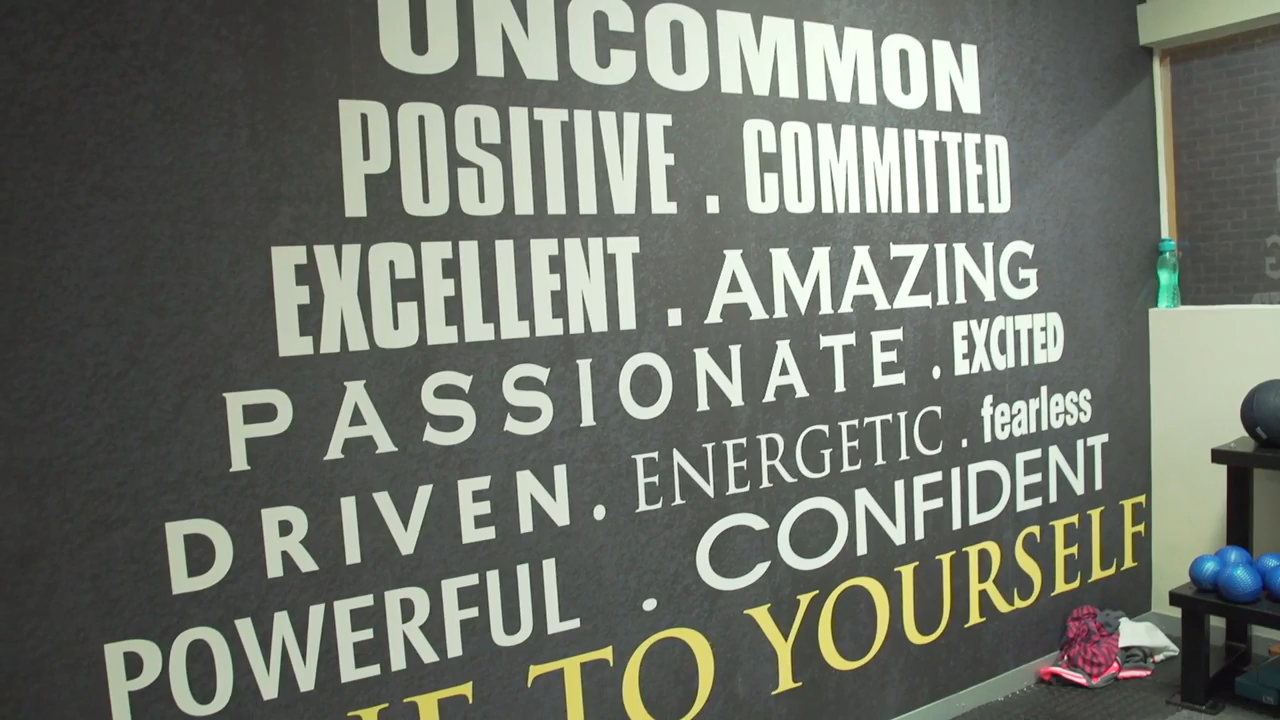 UNCOMMON
POSITIVE . COMMITTED
EXCELLENT . AMAZING
PASSIONATE . EXCITED
DRIVEN . ENERGETIC . fearless
POWERFUL . CONFIDENT
TO YOURSELF